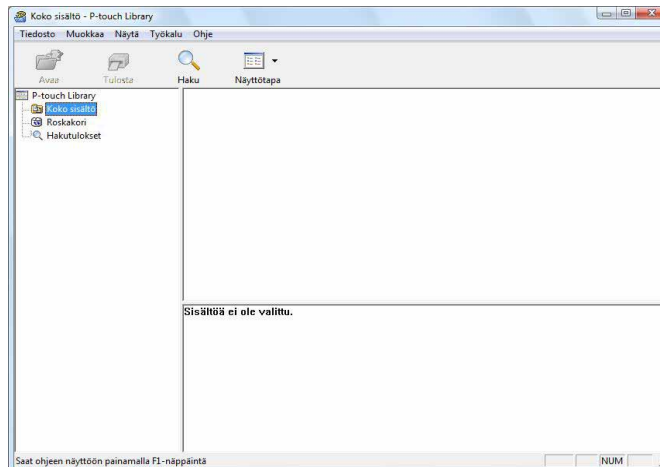 Koko sisältö - P-touch Library
Tiedosto Muokkaa Näytä Työkalu Ohje
Avaa Tulosta Haku Näyttötapa
P-touch Library
Koko sisältö
Roskakori
Hakutulokset
Sisältöä ei ole valittu.
Saat ohjeen näyttöön painamalla F1-näppäintä NUM